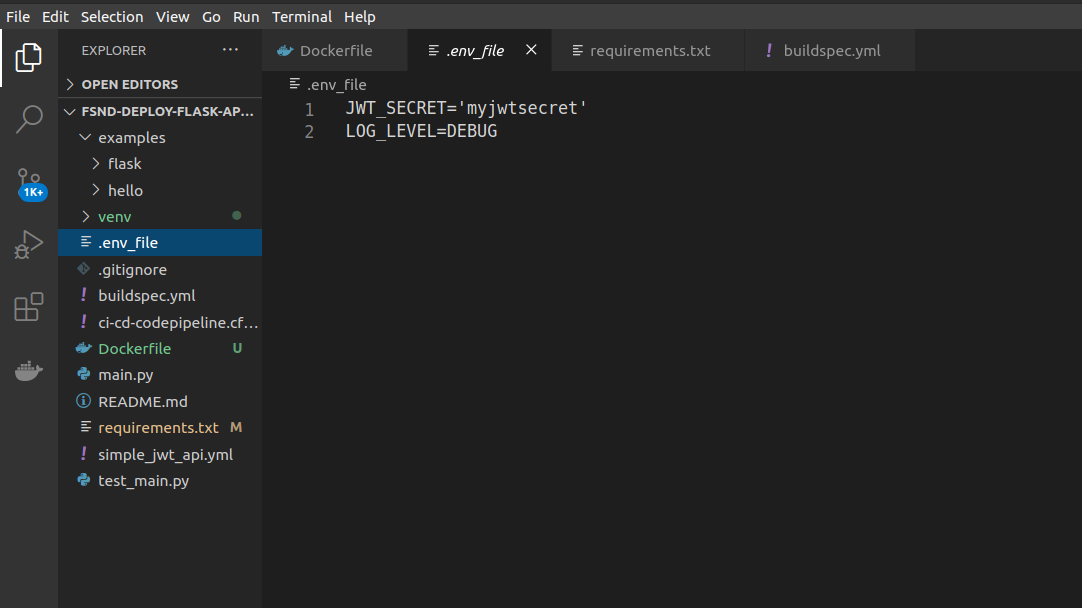 File Edit Selection View Go Run Terminal Help
EXPLORER ···
Dockerfile .env_file requirements.txt ! buildspec.yml
OPEN EDITORS
.env_file
FSND-DEPLOY-FLASK-AP...
1 JWT_SECRET='myjwtsecret'
2 LOG_LEVEL=DEBUG
examples
flask
hello
1K+
venv
.env_file
.gitignore
! buildspec.yml
! ci-cd-codepipeline.cf...
Dockerfile U
main.py
README.md
requirements.txt M
! simple_jwt_api.yml
test_main.py